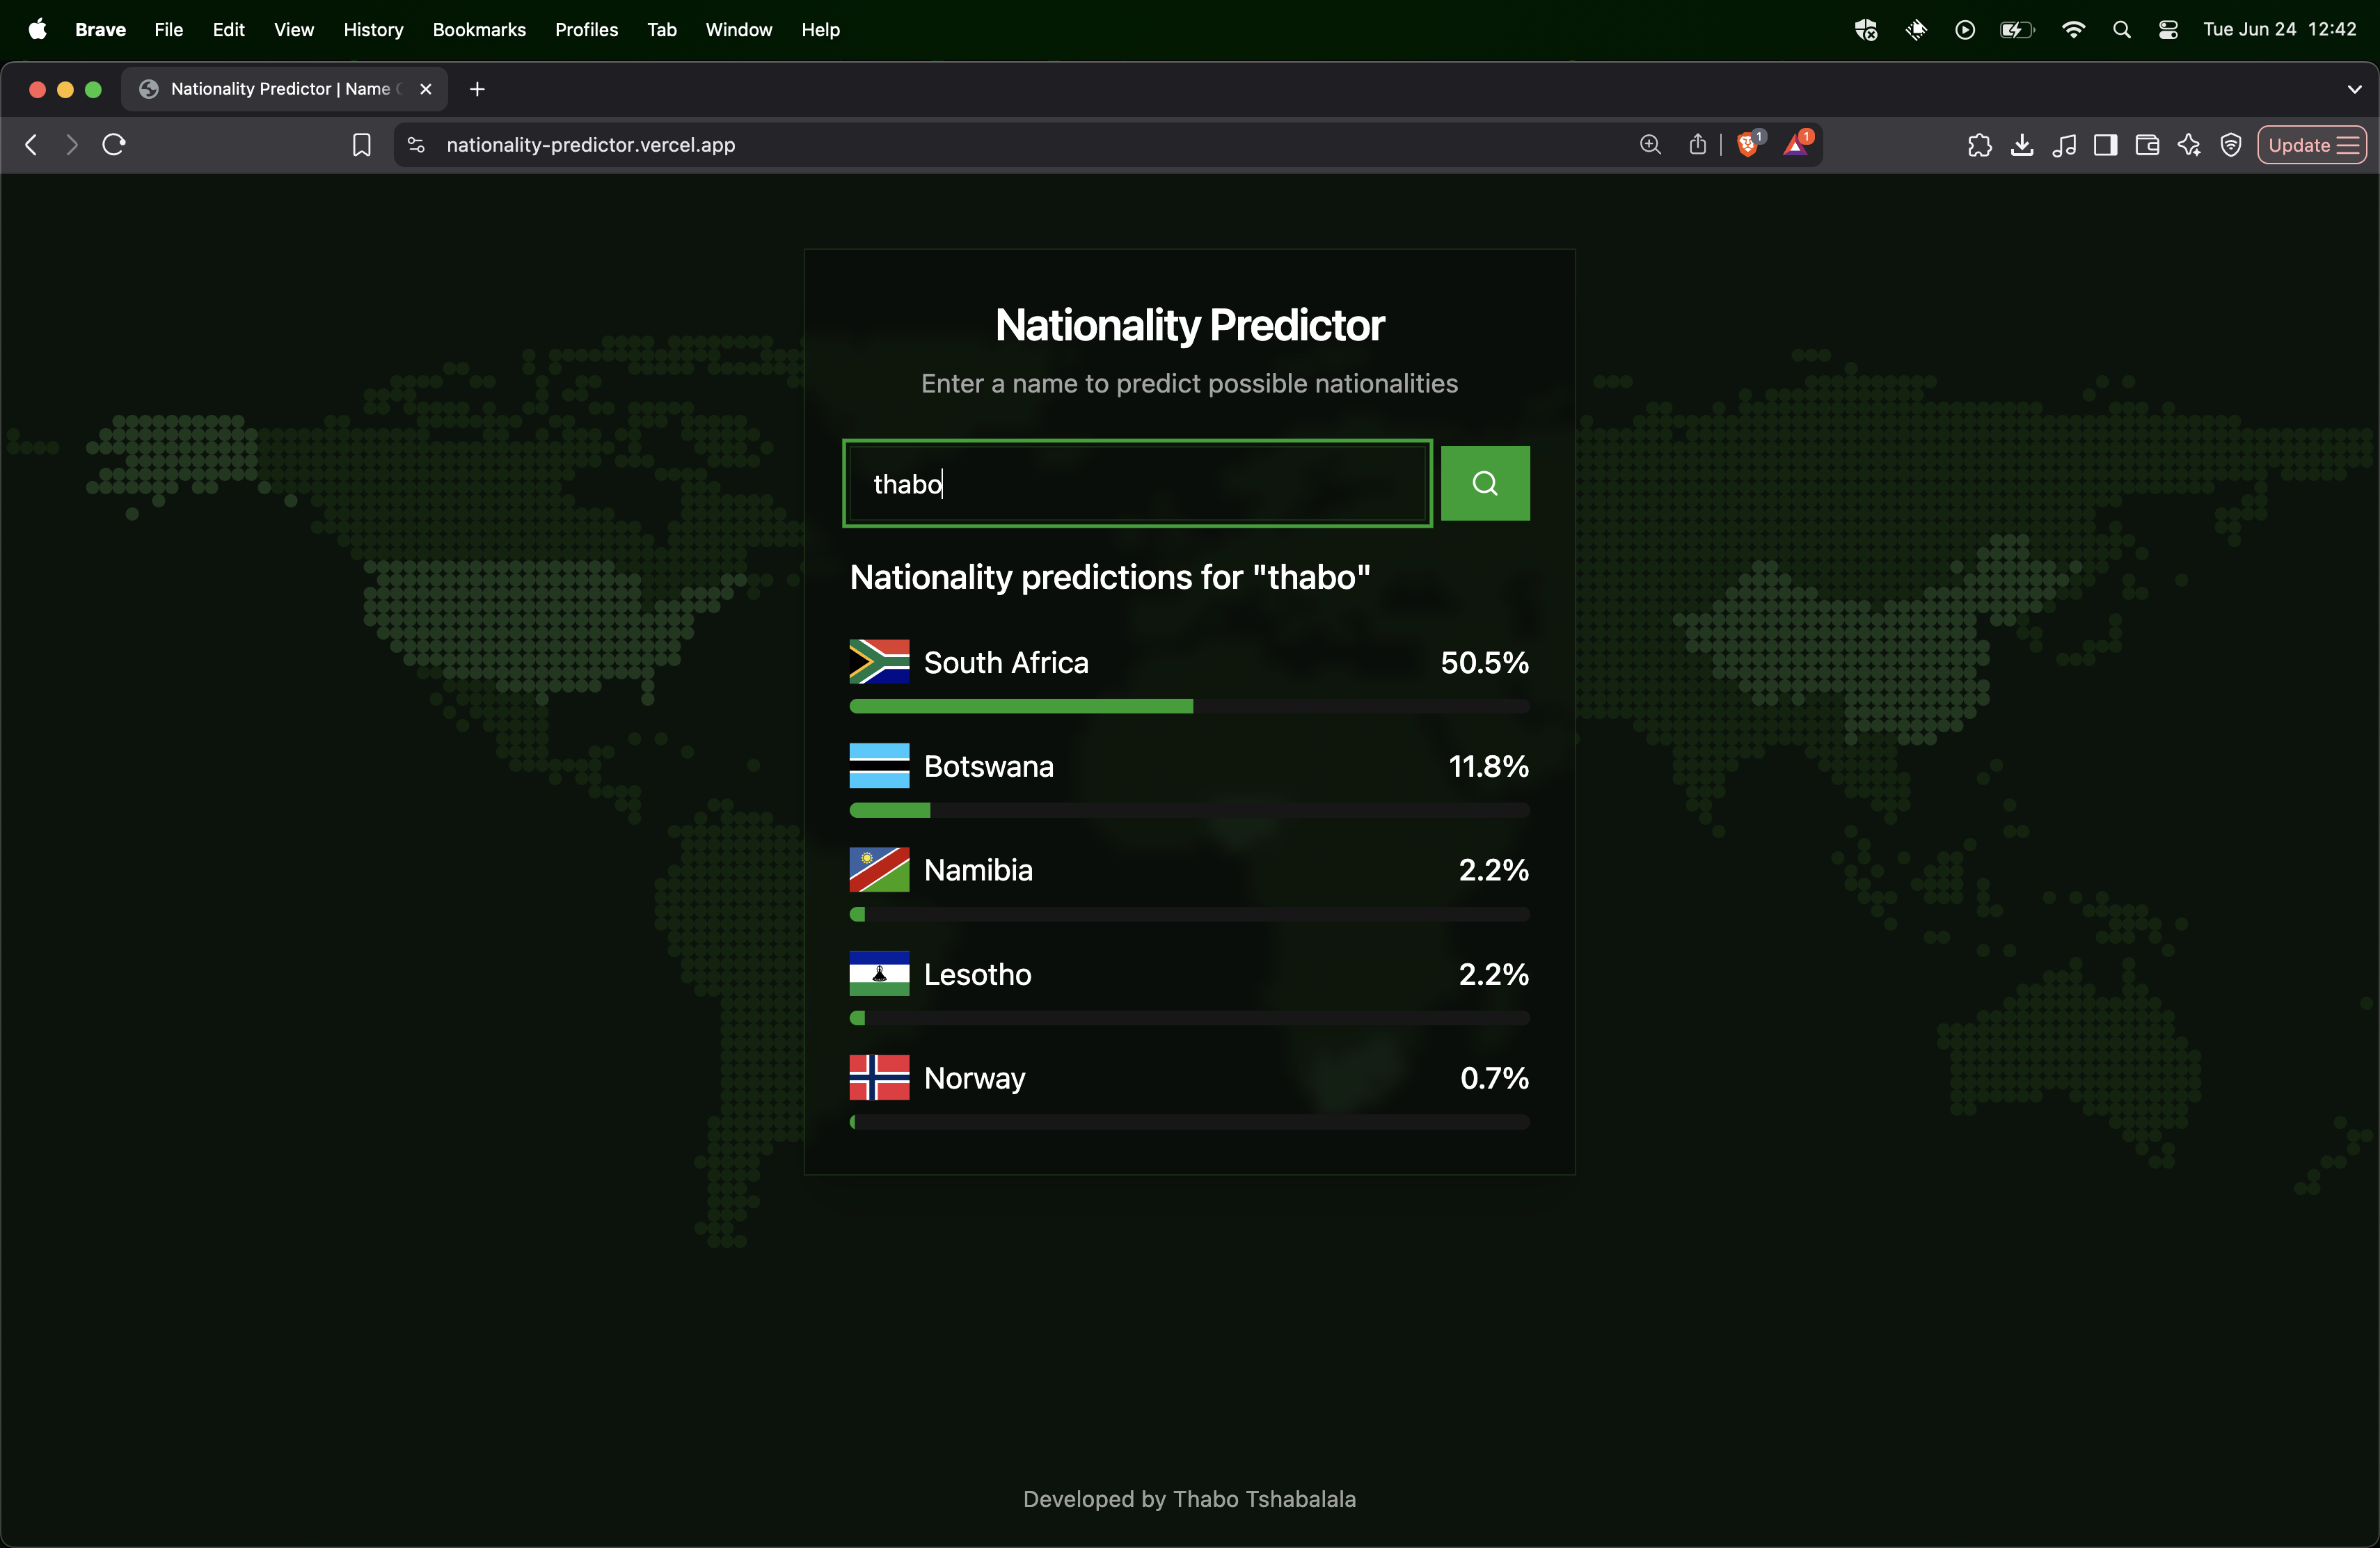 Brave File Edit View History Bookmarks Profiles Tab Window Help Tue Jun 24 12:42
Nationality Predictor | Name
nationality-predictor.vercel.app 1 1 Update
Nationality Predictor
Enter a name to predict possible nationalities
thabo
Nationality predictions for "thabo"
South Africa 50.5%
Botswana 11.8%
Namibia 2.2%
Lesotho 2.2%
Norway 0.7%
Developed by Thabo Tshabalala